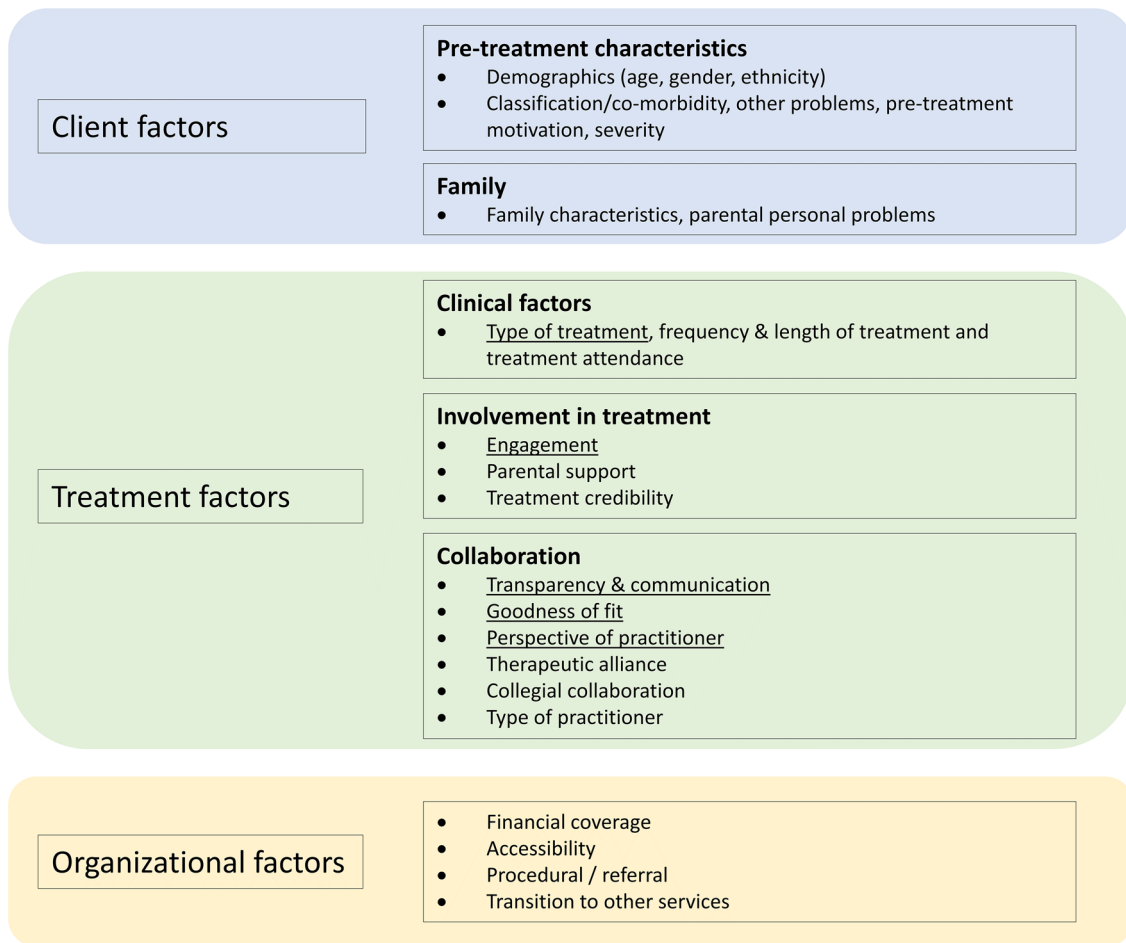 Client factors
Pre-treatment characteristics
• Demographics (age, gender, ethnicity)
• Classification/co-morbidity, other problems, pre-treatment
motivation, severity
Family
• Family characteristics, parental personal problems
Treatment factors
Clinical factors
• Type of treatment, frequency & length of treatment and
treatment attendance
Involvement in treatment
• Engagement
• Parental support
• Treatment credibility
Collaboration
• Transparency & communication
• Goodness of fit
• Perspective of practitioner
• Therapeutic alliance
• Collegial collaboration
• Type of practitioner
Organizational factors
• Financial coverage
• Accessibility
• Procedural / referral
• Transition to other services